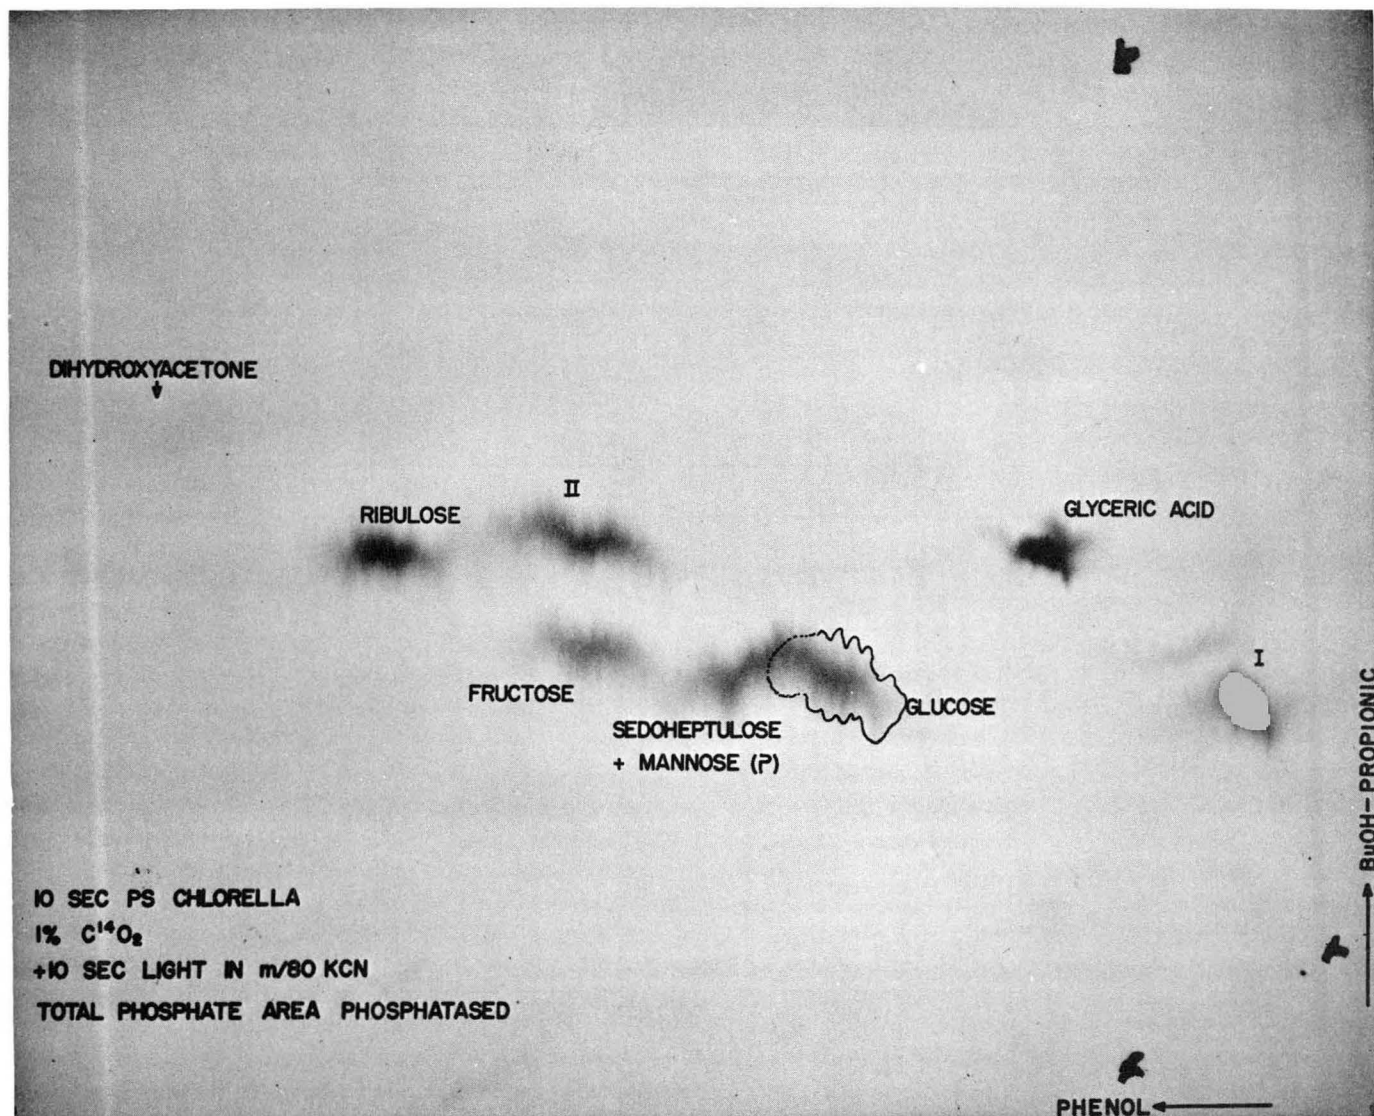 DIHYDROXYACETONE
RIBULOSE
II
GLYCERIC ACID
FRUCTOSE
SEDOHEPTULOSE
+ MANNOSE (?)
GLUCOSE
I
BuOH-PROPIONIC
10 SEC PS CHLORELLA
1% C¹⁴O₂
+10 SEC LIGHT IN m/80 KCN
TOTAL PHOSPHATE AREA PHOSPHATASED
PHENOL